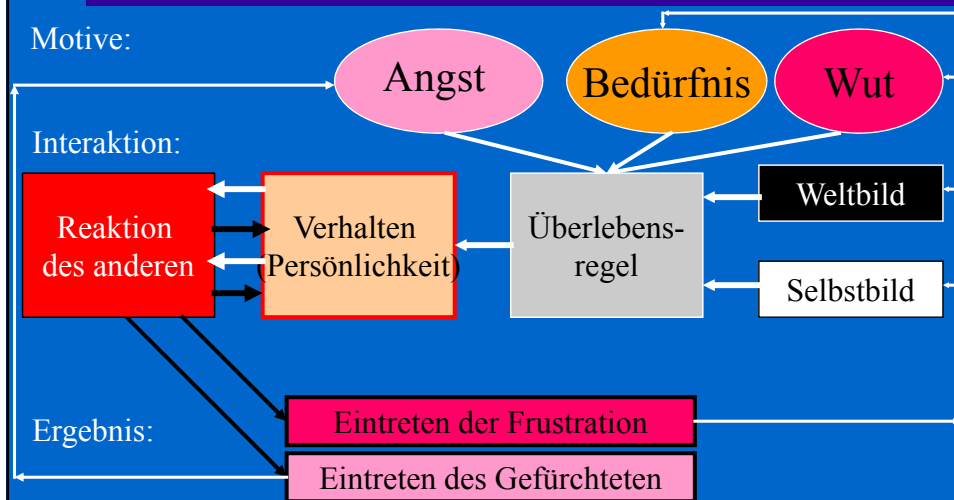 Motive:
Angst
Bedürfnis
Wut
Interaktion:
Reaktion
des anderen
Verhalten
(Persönlichkeit)
Überlebens-
regel
Weltbild
Selbstbild
Ergebnis:
Eintreten der Frustration
Eintreten des Gefürchteten